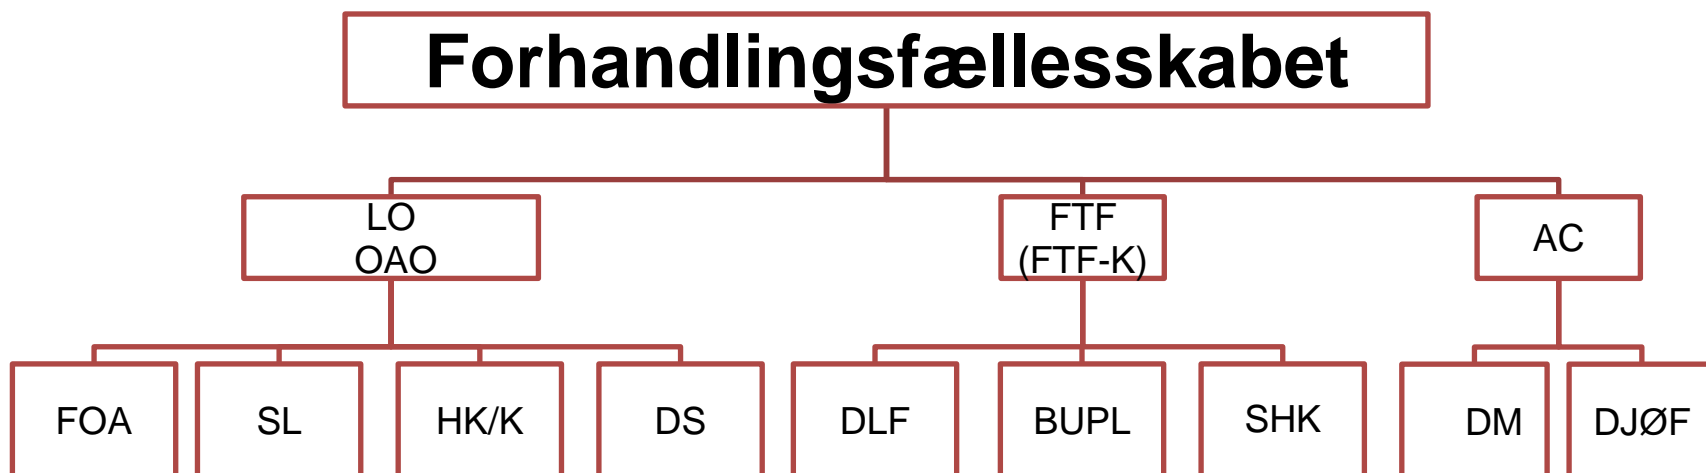 Forhandlingsfællesskabet
LO
OAO
FTF
(FTF-K)
AC
FOA
SL
HK/K
DS
DLF
BUPL
SHK
DM
DJØF